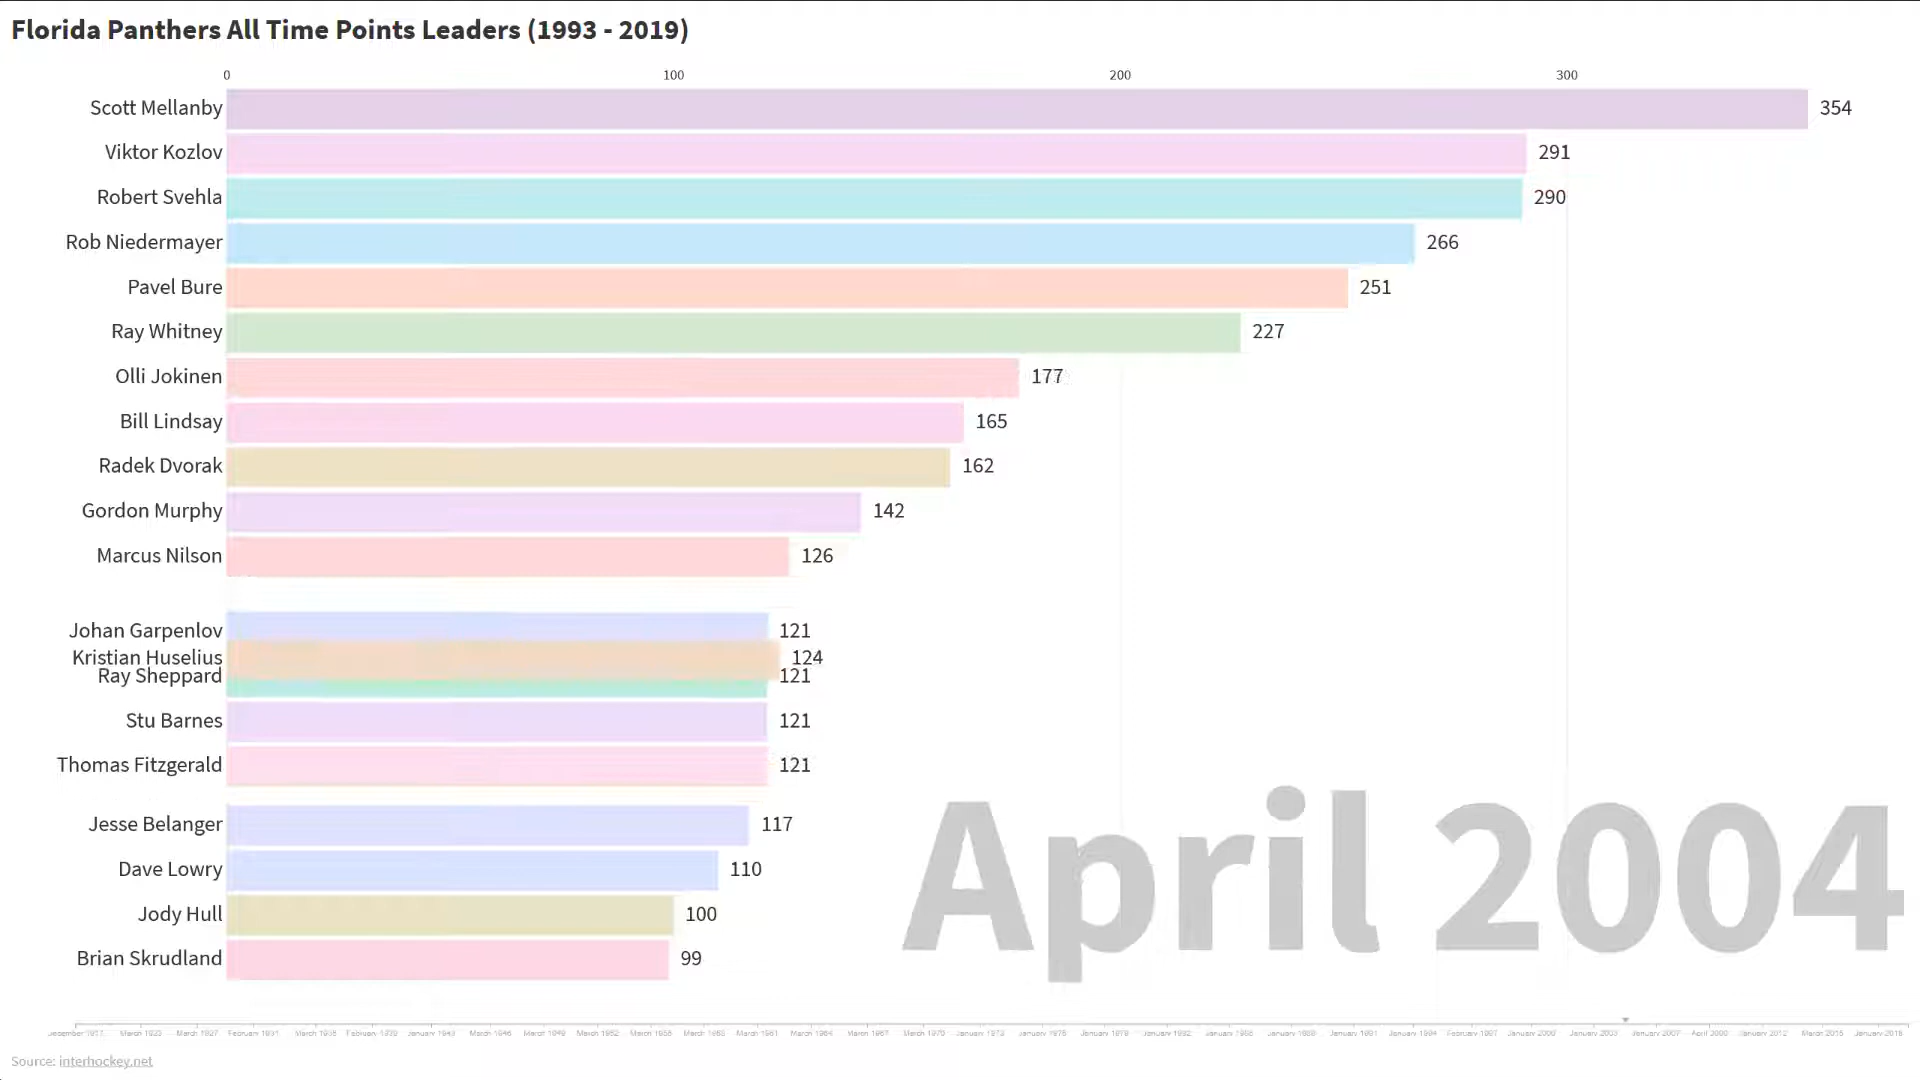 Florida Panthers All Time Points Leaders (1993 - 2019)
0 100 200 300
Scott Mellanby 354
Viktor Kozlov 291
Robert Svehla 290
Rob Niedermayer 266
Pavel Bure 251
Ray Whitney 227
Olli Jokinen 177
Bill Lindsay 165
Radek Dvorak 162
Gordon Murphy 142
Marcus Nilson 126
Johan Garpenlov 121
Kristian Huselius 124
Ray Sheppard 121
Stu Barnes 121
Thomas Fitzgerald 121
Jesse Belanger 117
Dave Lowry 110
Jody Hull 100
Brian Skrudland 99
April 2004
Source: interhockey.net